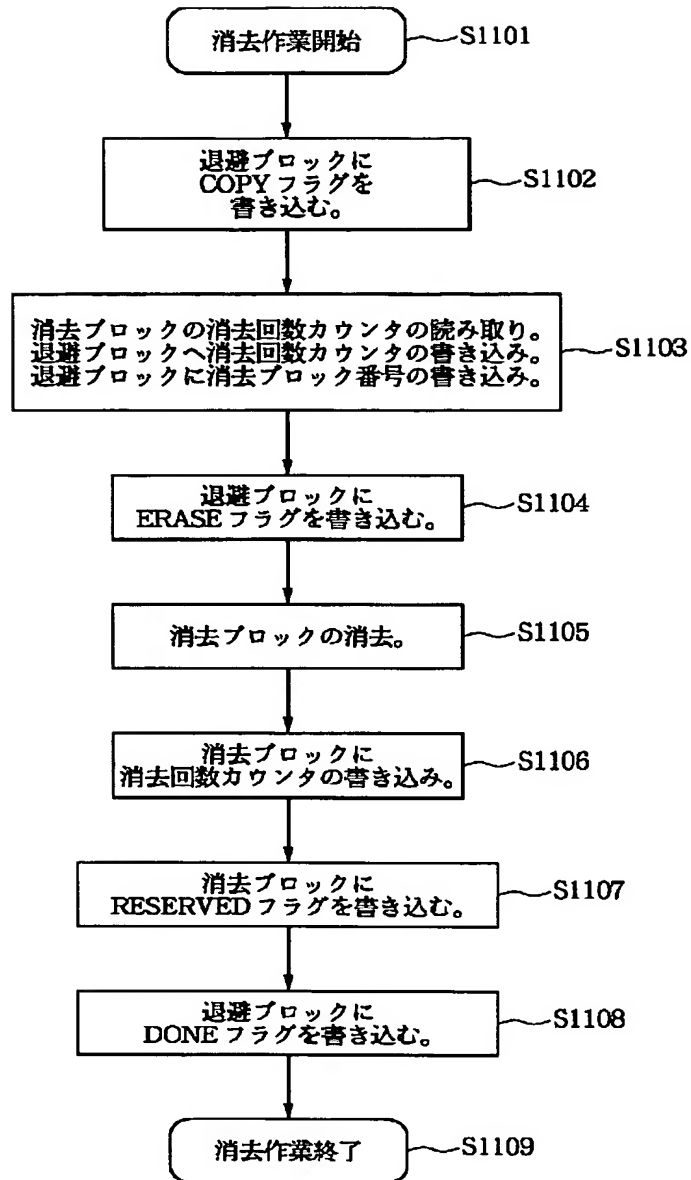 消去作業開始
S1101
退避ブロックに
COPY フラグを
書き込む。
S1102
消去ブロックの消去回数カウンタの読み取り。
退避ブロックへ消去回数カウンタの書き込み。
退避ブロックに消去ブロック番号の書き込み。
S1103
退避ブロックに
ERASE フラグを書き込む。
S1104
消去ブロックの消去。
S1105
消去ブロックに
消去回数カウンタの書き込み。
S1106
消去ブロックに
RESERVED フラグを書き込む。
S1107
退避ブロックに
DONE フラグを書き込む。
S1108
消去作業終了
S1109